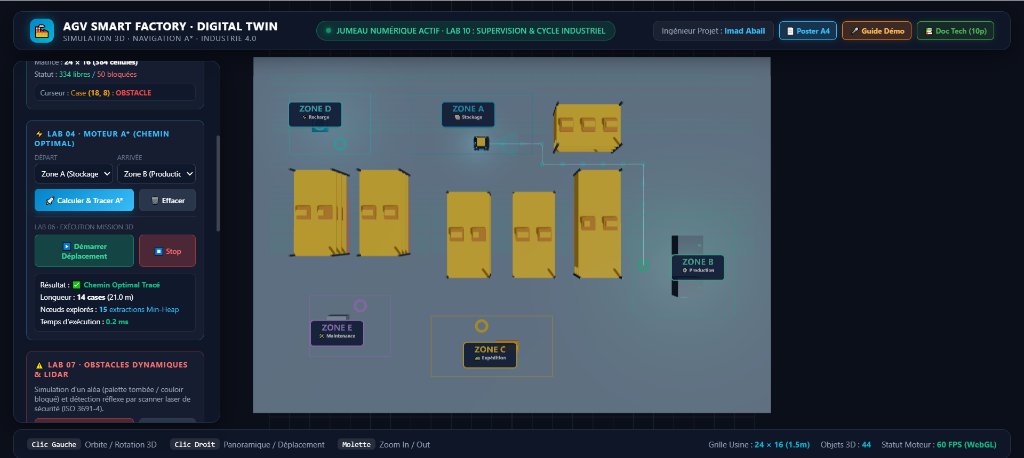 AGV SMART FACTORY · DIGITAL TWIN
SIMULATION 3D · NAVIGATION A* · INDUSTRIE 4.0
JUMEAU NUMÉRIQUE ACTIF · LAB 10 : SUPERVISION & CYCLE INDUSTRIEL
Ingénieur Projet : Imad Aball
Poster A4
Guide Démo
Doc Tech (10p)
Matrice : 24 × 16 (384 cellules)
Statut : 334 libres / 50 bloquées
Curseur : Case (18, 8) : OBSTACLE
LAB 04 · MOTEUR A* (CHEMIN
OPTIMAL)
DÉPART ARRIVÉE
Zone A (Stockage Zone B (Productic
Calculer & Tracer A* Effacer
LAB 06 · EXÉCUTION MISSION 3D
Démarrer
Déplacement
Stop
Résultat : ✅ Chemin Optimal Tracé
Longueur : 14 cases (21.0 m)
Nœuds explorés : 15 extractions Min-Heap
Temps d'exécution : 0.2 ms
LAB 07 · OBSTACLES DYNAMIQUES
& LIDAR
Simulation d'un aléa (palette tombée / couloir
bloqué) et détection réflexe par scanner laser de
sécurité (ISO 3691-4).
ZONE D
Recharge
ZONE A
Stockage
ZONE B
Production
ZONE E
Maintenance
ZONE C
Expédition
Clic Gauche Orbite / Rotation 3D Clic Droit Panoramique / Déplacement Molette Zoom In / Out
Grille Usine : 24 × 16 (1.5m) Objets 3D : 44 Statut Moteur : 60 FPS (WebGL)